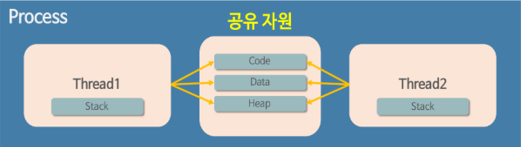 Process
공유 자원
Thread1
Stack
Code
Data
Heap
Thread2
Stack